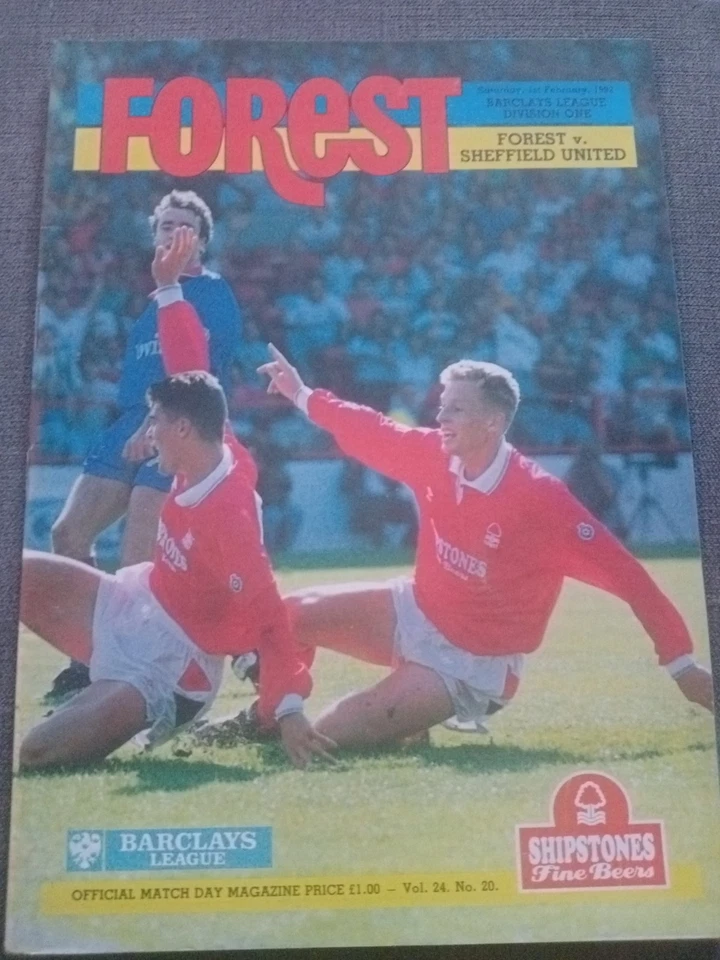 FOREST
Saturday, 1st February, 1992
BARCLAYS LEAGUE
DIVISION ONE
FOREST v.
SHEFFIELD UNITED
BARCLAYS
LEAGUE
SHIPSTONES
Fine Beers
OFFICIAL MATCH DAY MAGAZINE PRICE £1.00 — Vol. 24. No. 20.